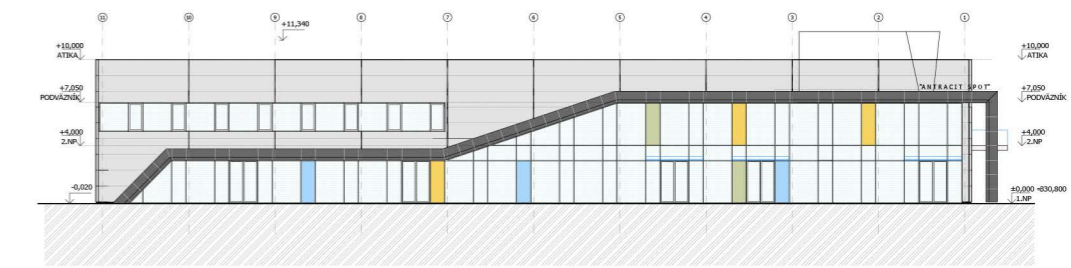 11 10 9 8 7 6 5 4 3 2 1
+11,340
+10,000
ATIKA
+10,000
ATIKA
+7,050
PODVÁZNÍK
"ANTRACIT SPOT"
+7,050
PODVÁZNÍK
+4,000
2.NP
+4,000
2.NP
-0,020
±0,000 =330,800
1.NP